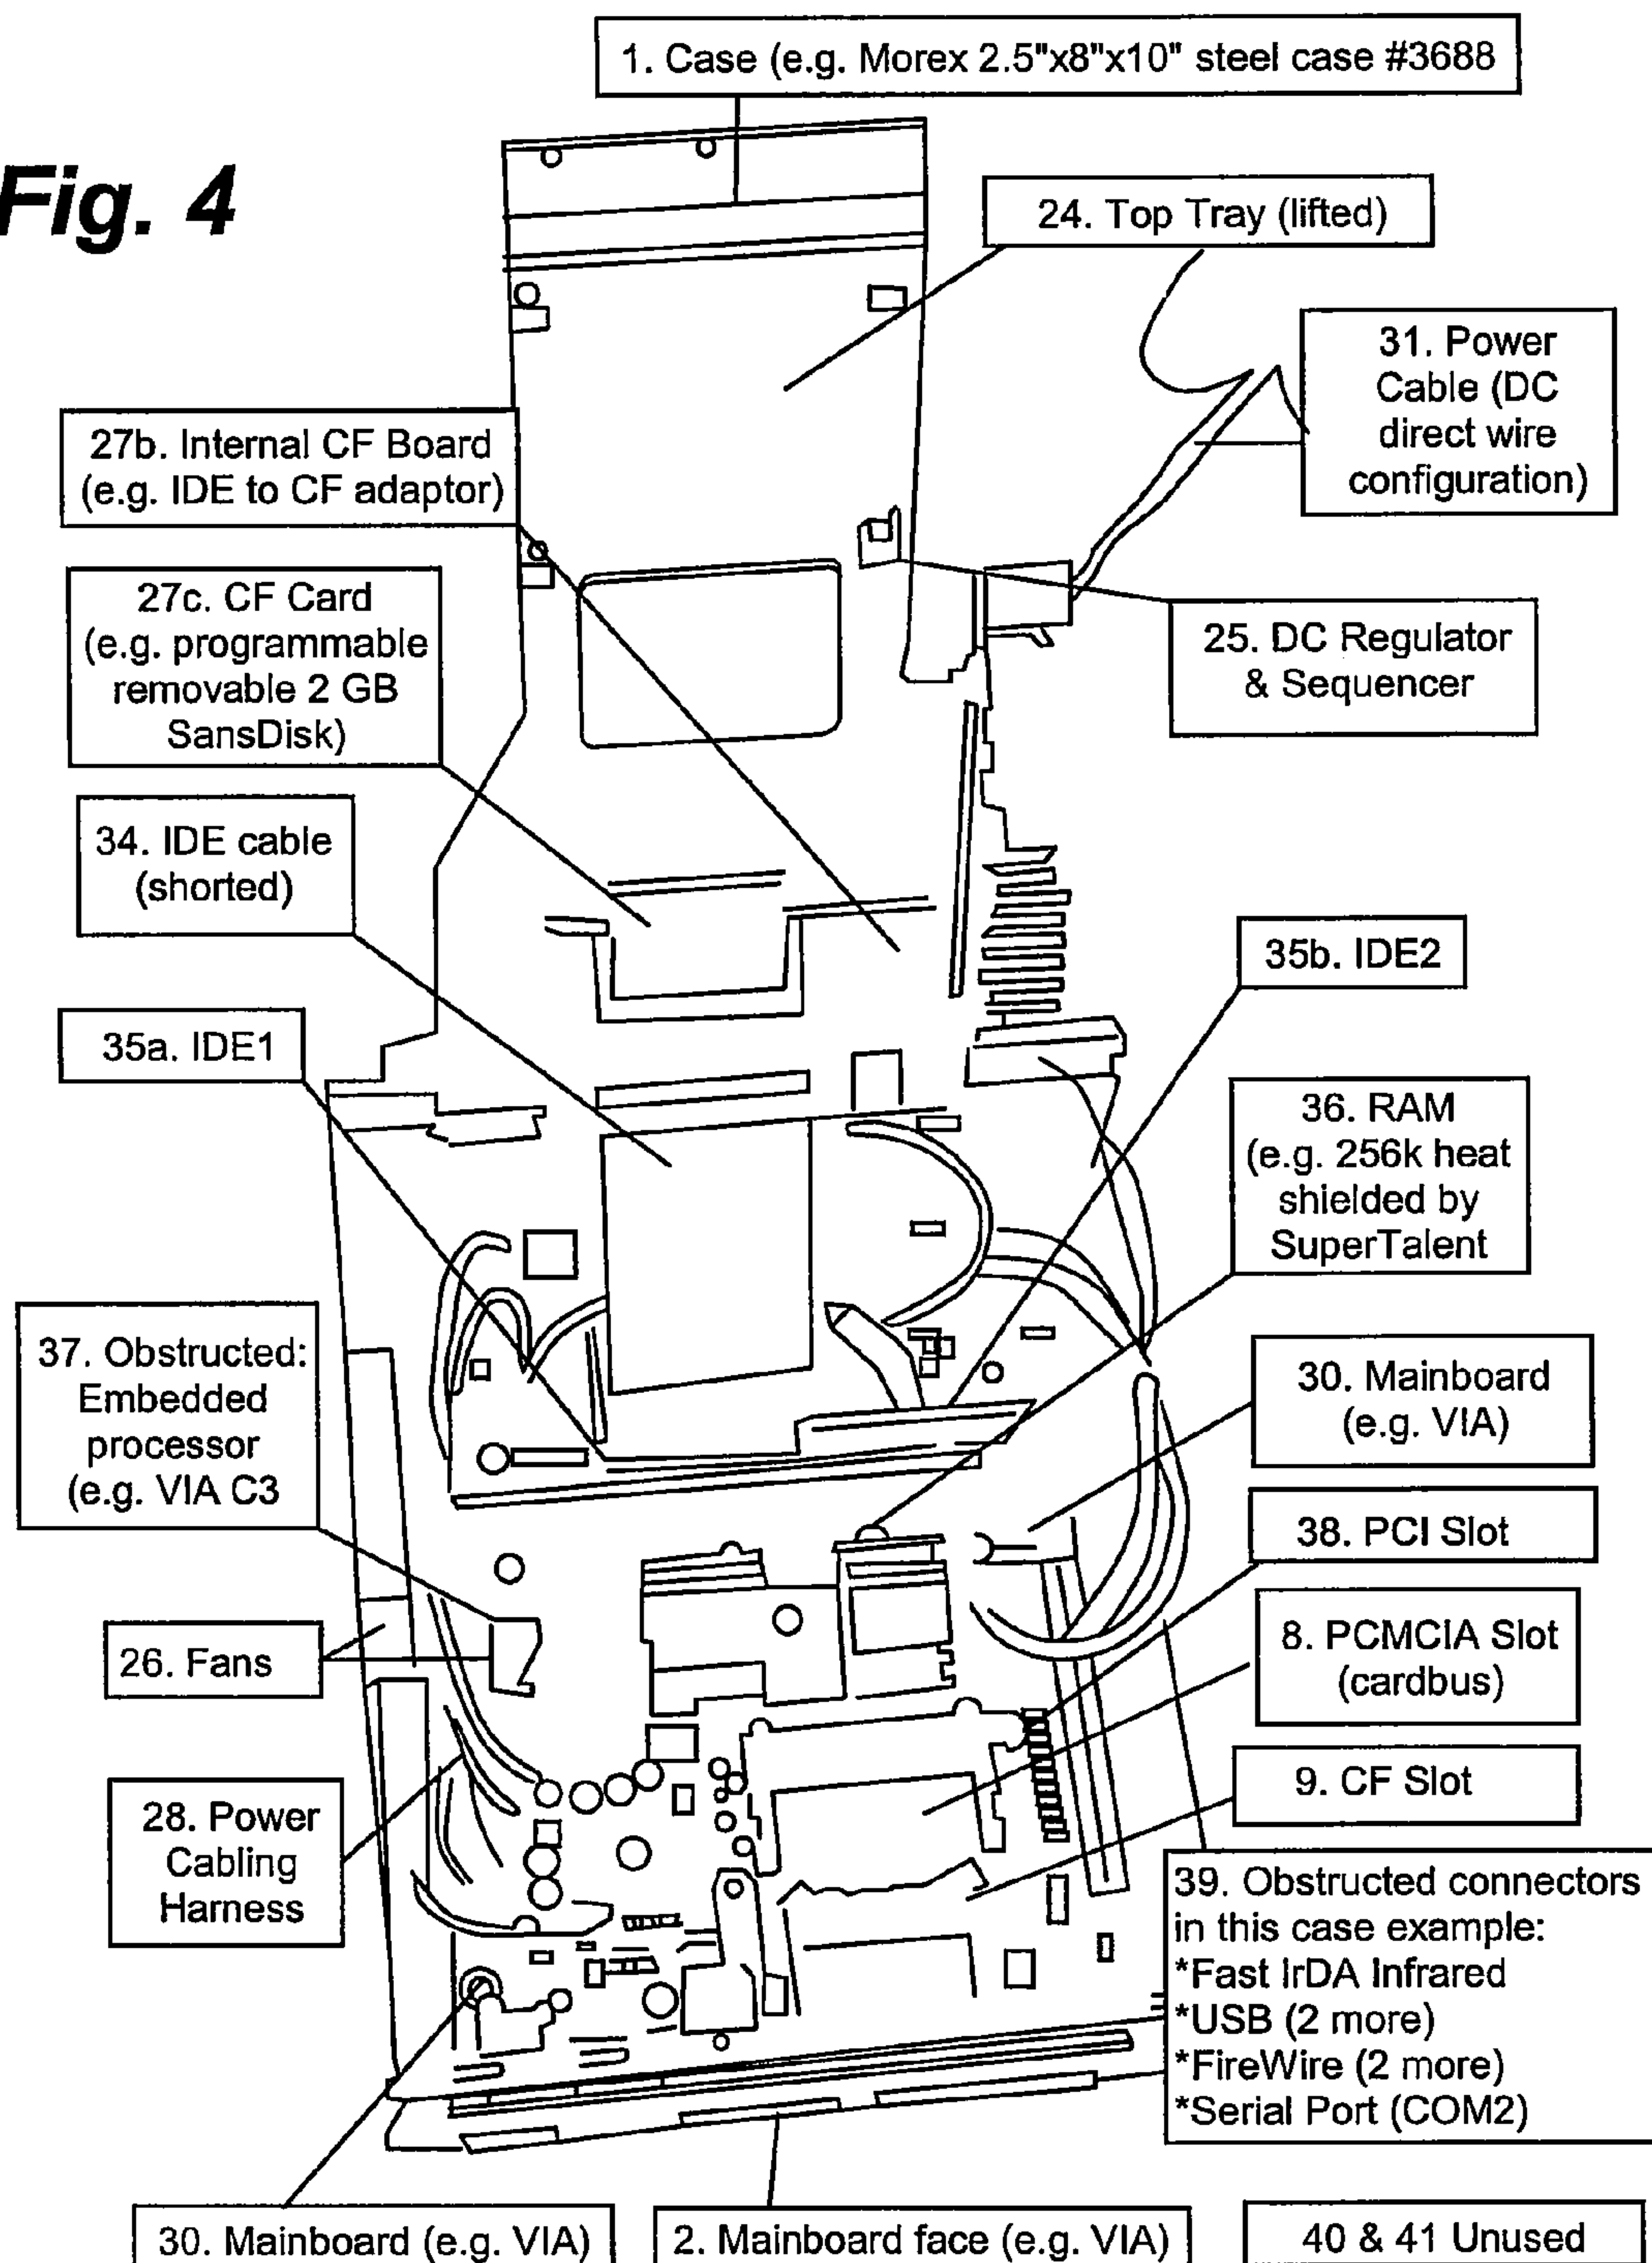 1. Case (e.g. Morex 2.5"x8"x10" steel case #3688
Fig. 4
24. Top Tray (lifted)
31. Power
Cable (DC
direct wire
configuration)
27b. Internal CF Board
(e.g. IDE to CF adaptor)
27c. CF Card
(e.g. programmable
removable 2 GB
SansDisk)
25. DC Regulator
& Sequencer
34. IDE cable
(shorted)
35b. IDE2
35a. IDE1
36. RAM
(e.g. 256k heat
shielded by
SuperTalent
37. Obstructed:
Embedded
processor
(e.g. VIA C3
30. Mainboard
(e.g. VIA)
38. PCI Slot
26. Fans
8. PCMCIA Slot
(cardbus)
9. CF Slot
28. Power
Cabling
Harness
39. Obstructed connectors
in this case example:
*Fast IrDA Infrared
*USB (2 more)
*FireWire (2 more)
*Serial Port (COM2)
30. Mainboard (e.g. VIA)
2. Mainboard face (e.g. VIA)
40 & 41 Unused